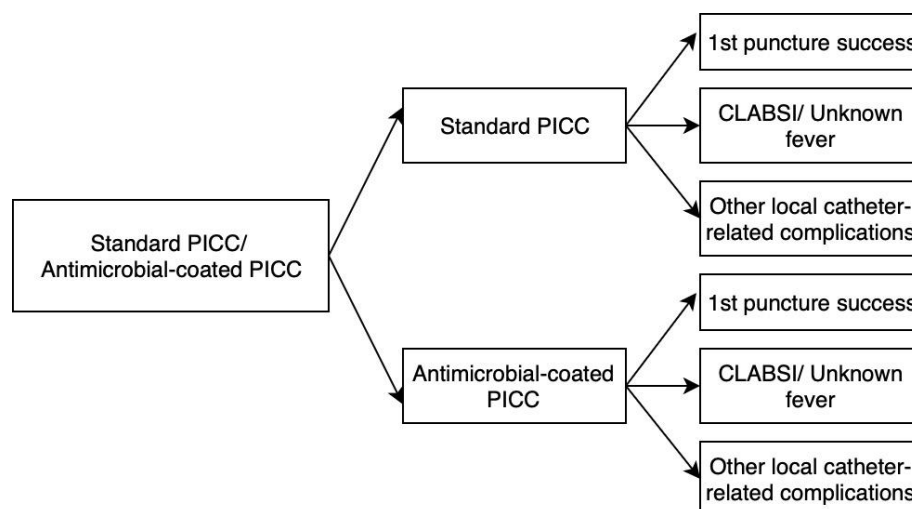 Standard PICC/
Antimicrobial-coated PICC
Standard PICC
1st puncture success
CLABSI/ Unknown
fever
Other local catheter-
related complications
Antimicrobial-coated
PICC
1st puncture success
CLABSI/ Unknown
fever
Other local catheter-
related complications